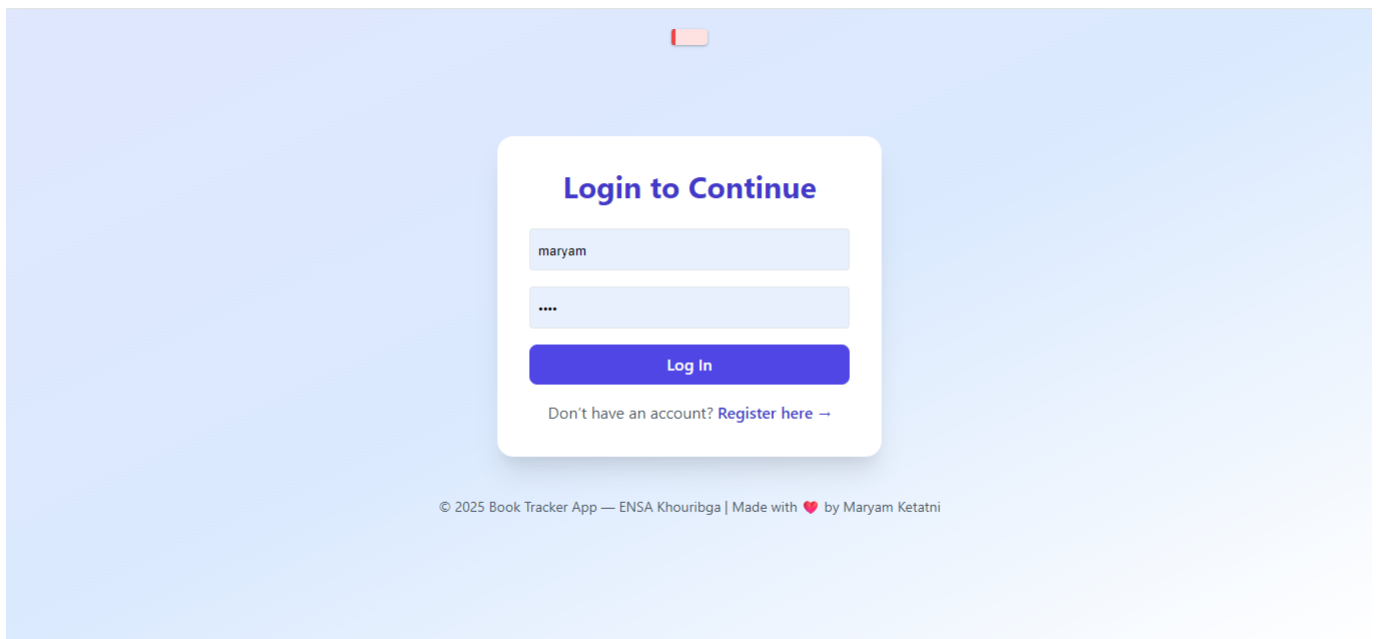 Login to Continue
maryam
••••
Log In
Don't have an account? Register here →
© 2025 Book Tracker App — ENSA Khouribga | Made with 💖 by Maryam Ketatni